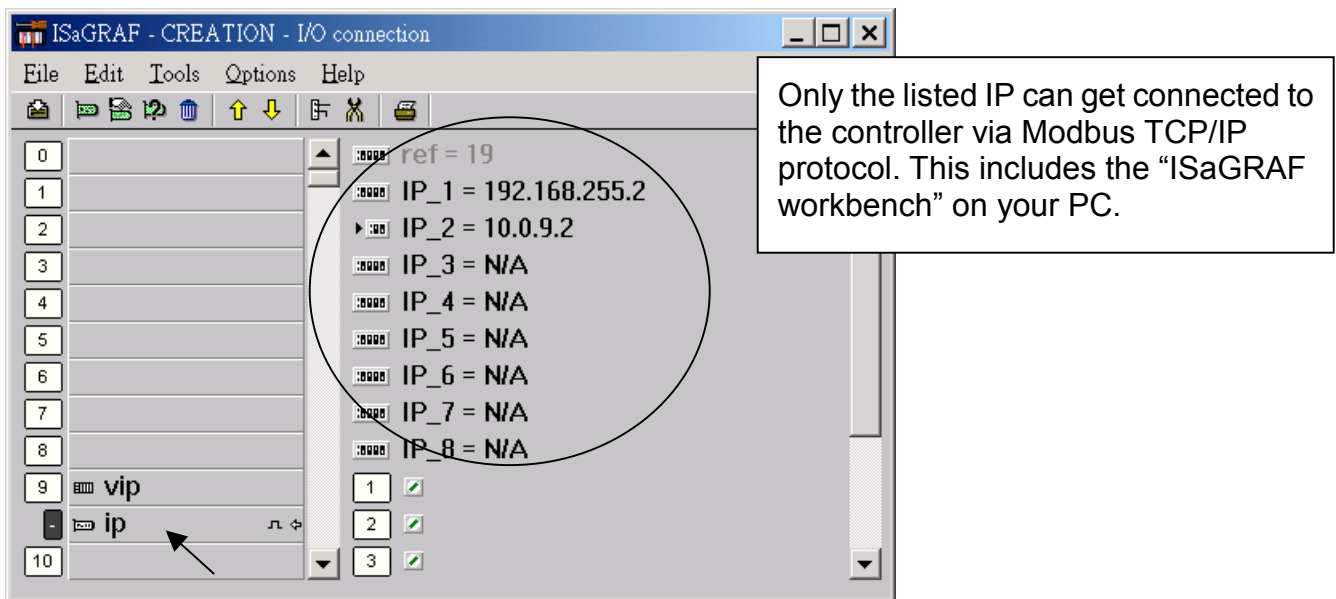 ISaGRAF - CREATION - I/O connection
File Edit Tools Options Help
Only the listed IP can get connected to
the controller via Modbus TCP/IP
protocol. This includes the “ISaGRAF
workbench” on your PC.
0
1
2
3
4
5
6
7
8
9 vip
- ip
10
ref = 19
IP_1 = 192.168.255.2
IP_2 = 10.0.9.2
IP_3 = N/A
IP_4 = N/A
IP_5 = N/A
IP_6 = N/A
IP_7 = N/A
IP_8 = N/A
1
2
3